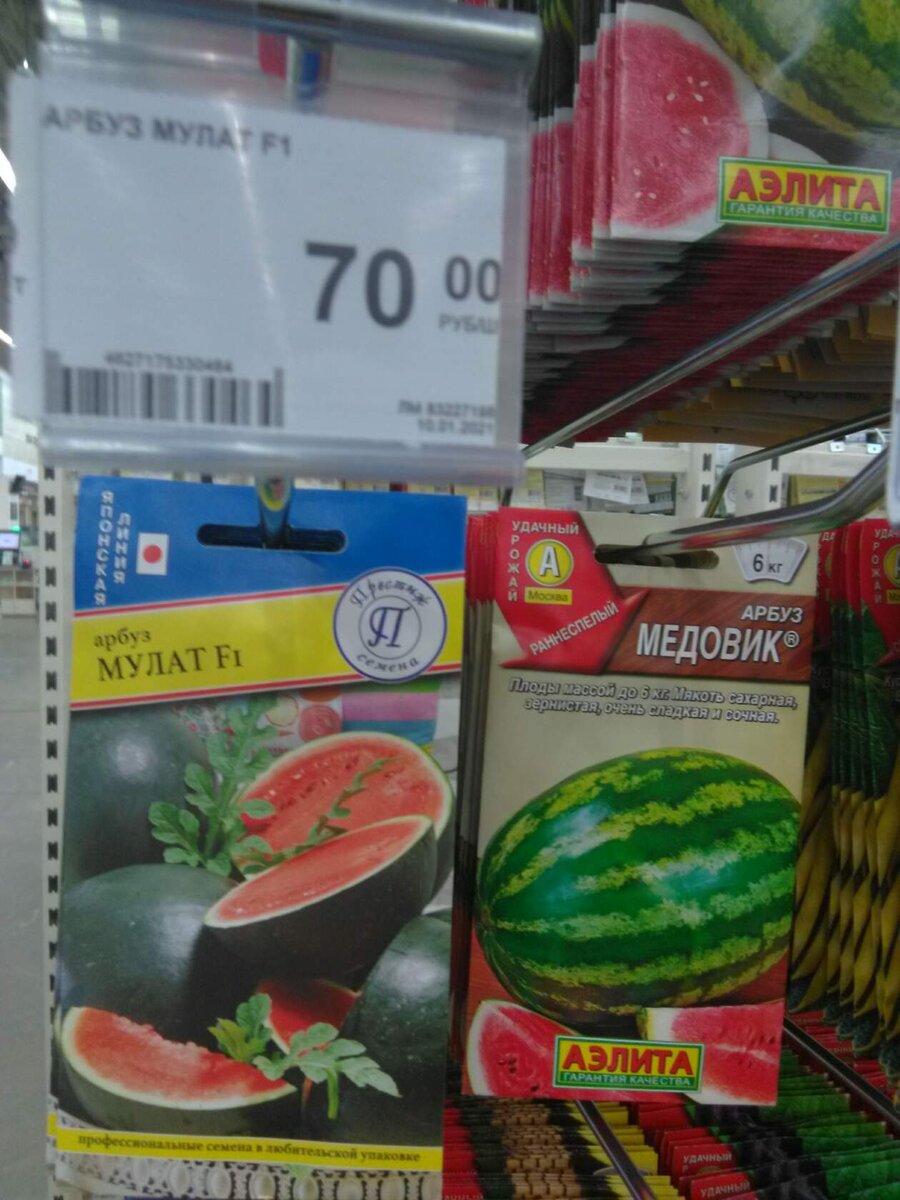 АРБУЗ МУЛАТ F1
70 00
4627175330484
10.01.2021
АЭЛИТА
ГАРАНТИЯ КАЧЕСТВА
ЯПОНСКАЯ
ЛИНИЯ
Престиж
П
семена
арбуз
МУЛАТ F1
профессиональные семена в любительской упаковке
УДАЧНЫЙ
УРОЖАЙ
А
Москва
РАННЕСПЕЛЫЙ
6 кг
АРБУЗ
МЕДОВИК®
Плоды массой до 6 кг. Мякоть сахарная,
зернистая, очень сладкая и сочная.
АЭЛИТА
ГАРАНТИЯ КАЧЕСТВА
УДАЧНЫЙ
УДАЧНЫЙ